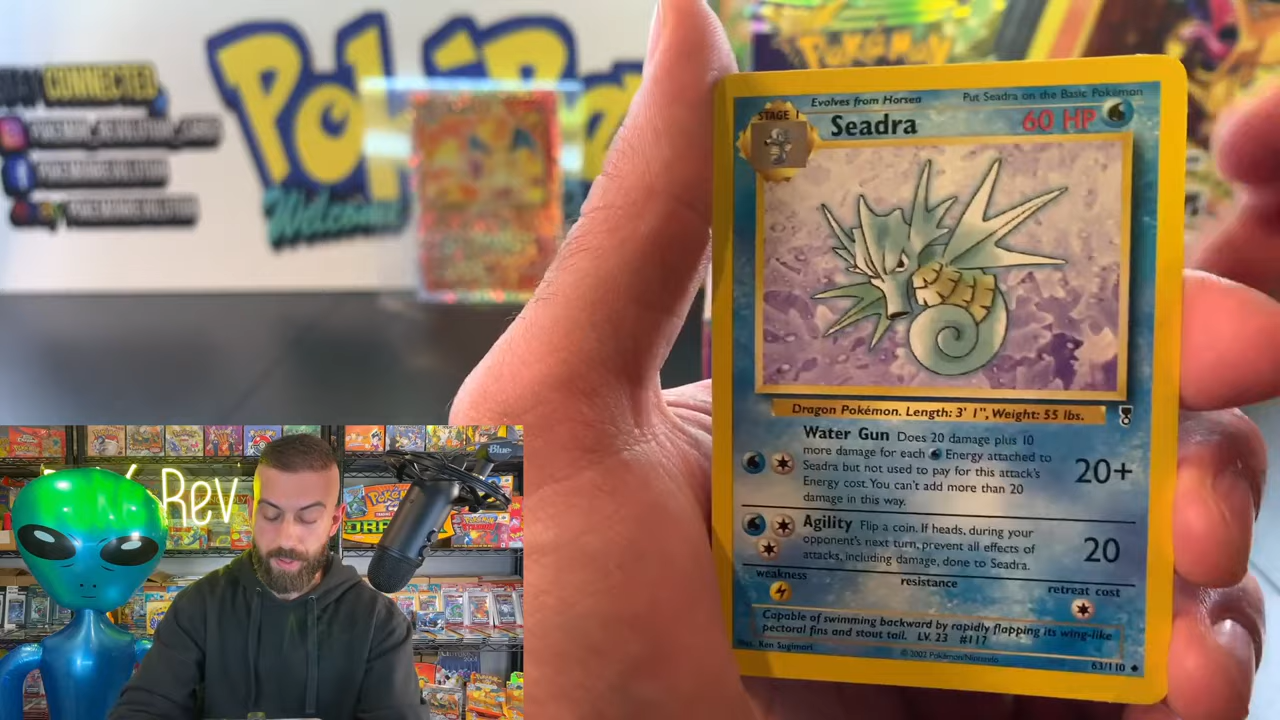 CONNECTED
Welcome
Rev
Pokémon
Blue
Evolves from Horsea
Put Seadra on the Basic Pokémon
STAGE 1
Seadra
60 HP
Dragon Pokémon. Length: 3' 1", Weight: 55 lbs.
Water Gun Does 20 damage plus 10
more damage for each Energy attached to
Seadra but not used to pay for this attack's
Energy cost. You can't add more than 20
damage in this way.
20+
Agility Flip a coin. If heads, during your
opponent's next turn, prevent all effects of
attacks, including damage, done to Seadra.
20
weakness
resistance
retreat cost
Capable of swimming backward by rapidly flapping its wing-like
pectoral fins and stout tail. LV. 23 #117
Illus. Ken Sugimori
© 2002 Pokémon/Nintendo
63/110